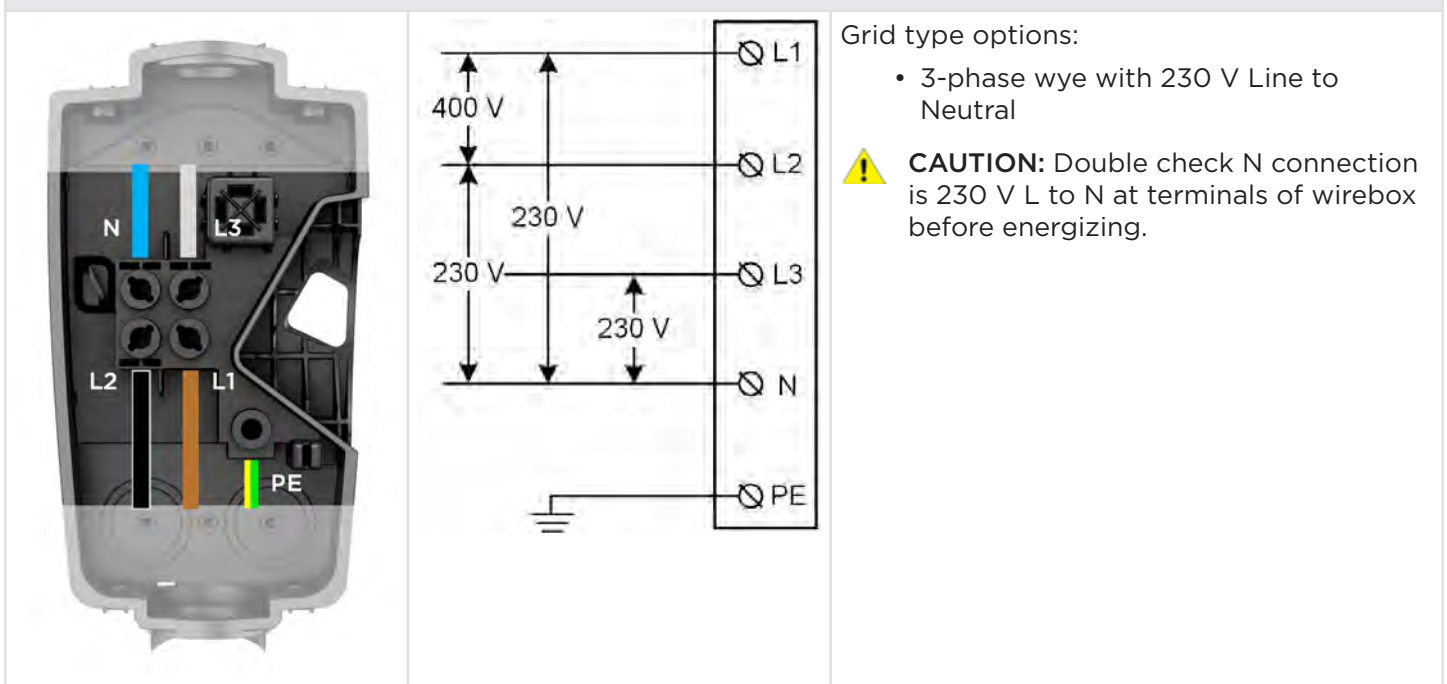 N
L3
L2
L1
PE
400 V
230 V
230 V
230 V
L1
L2
L3
N
PE
Grid type options:
• 3-phase wye with 230 V Line to
Neutral
CAUTION: Double check N connection
is 230 V L to N at terminals of wirebox
before energizing.